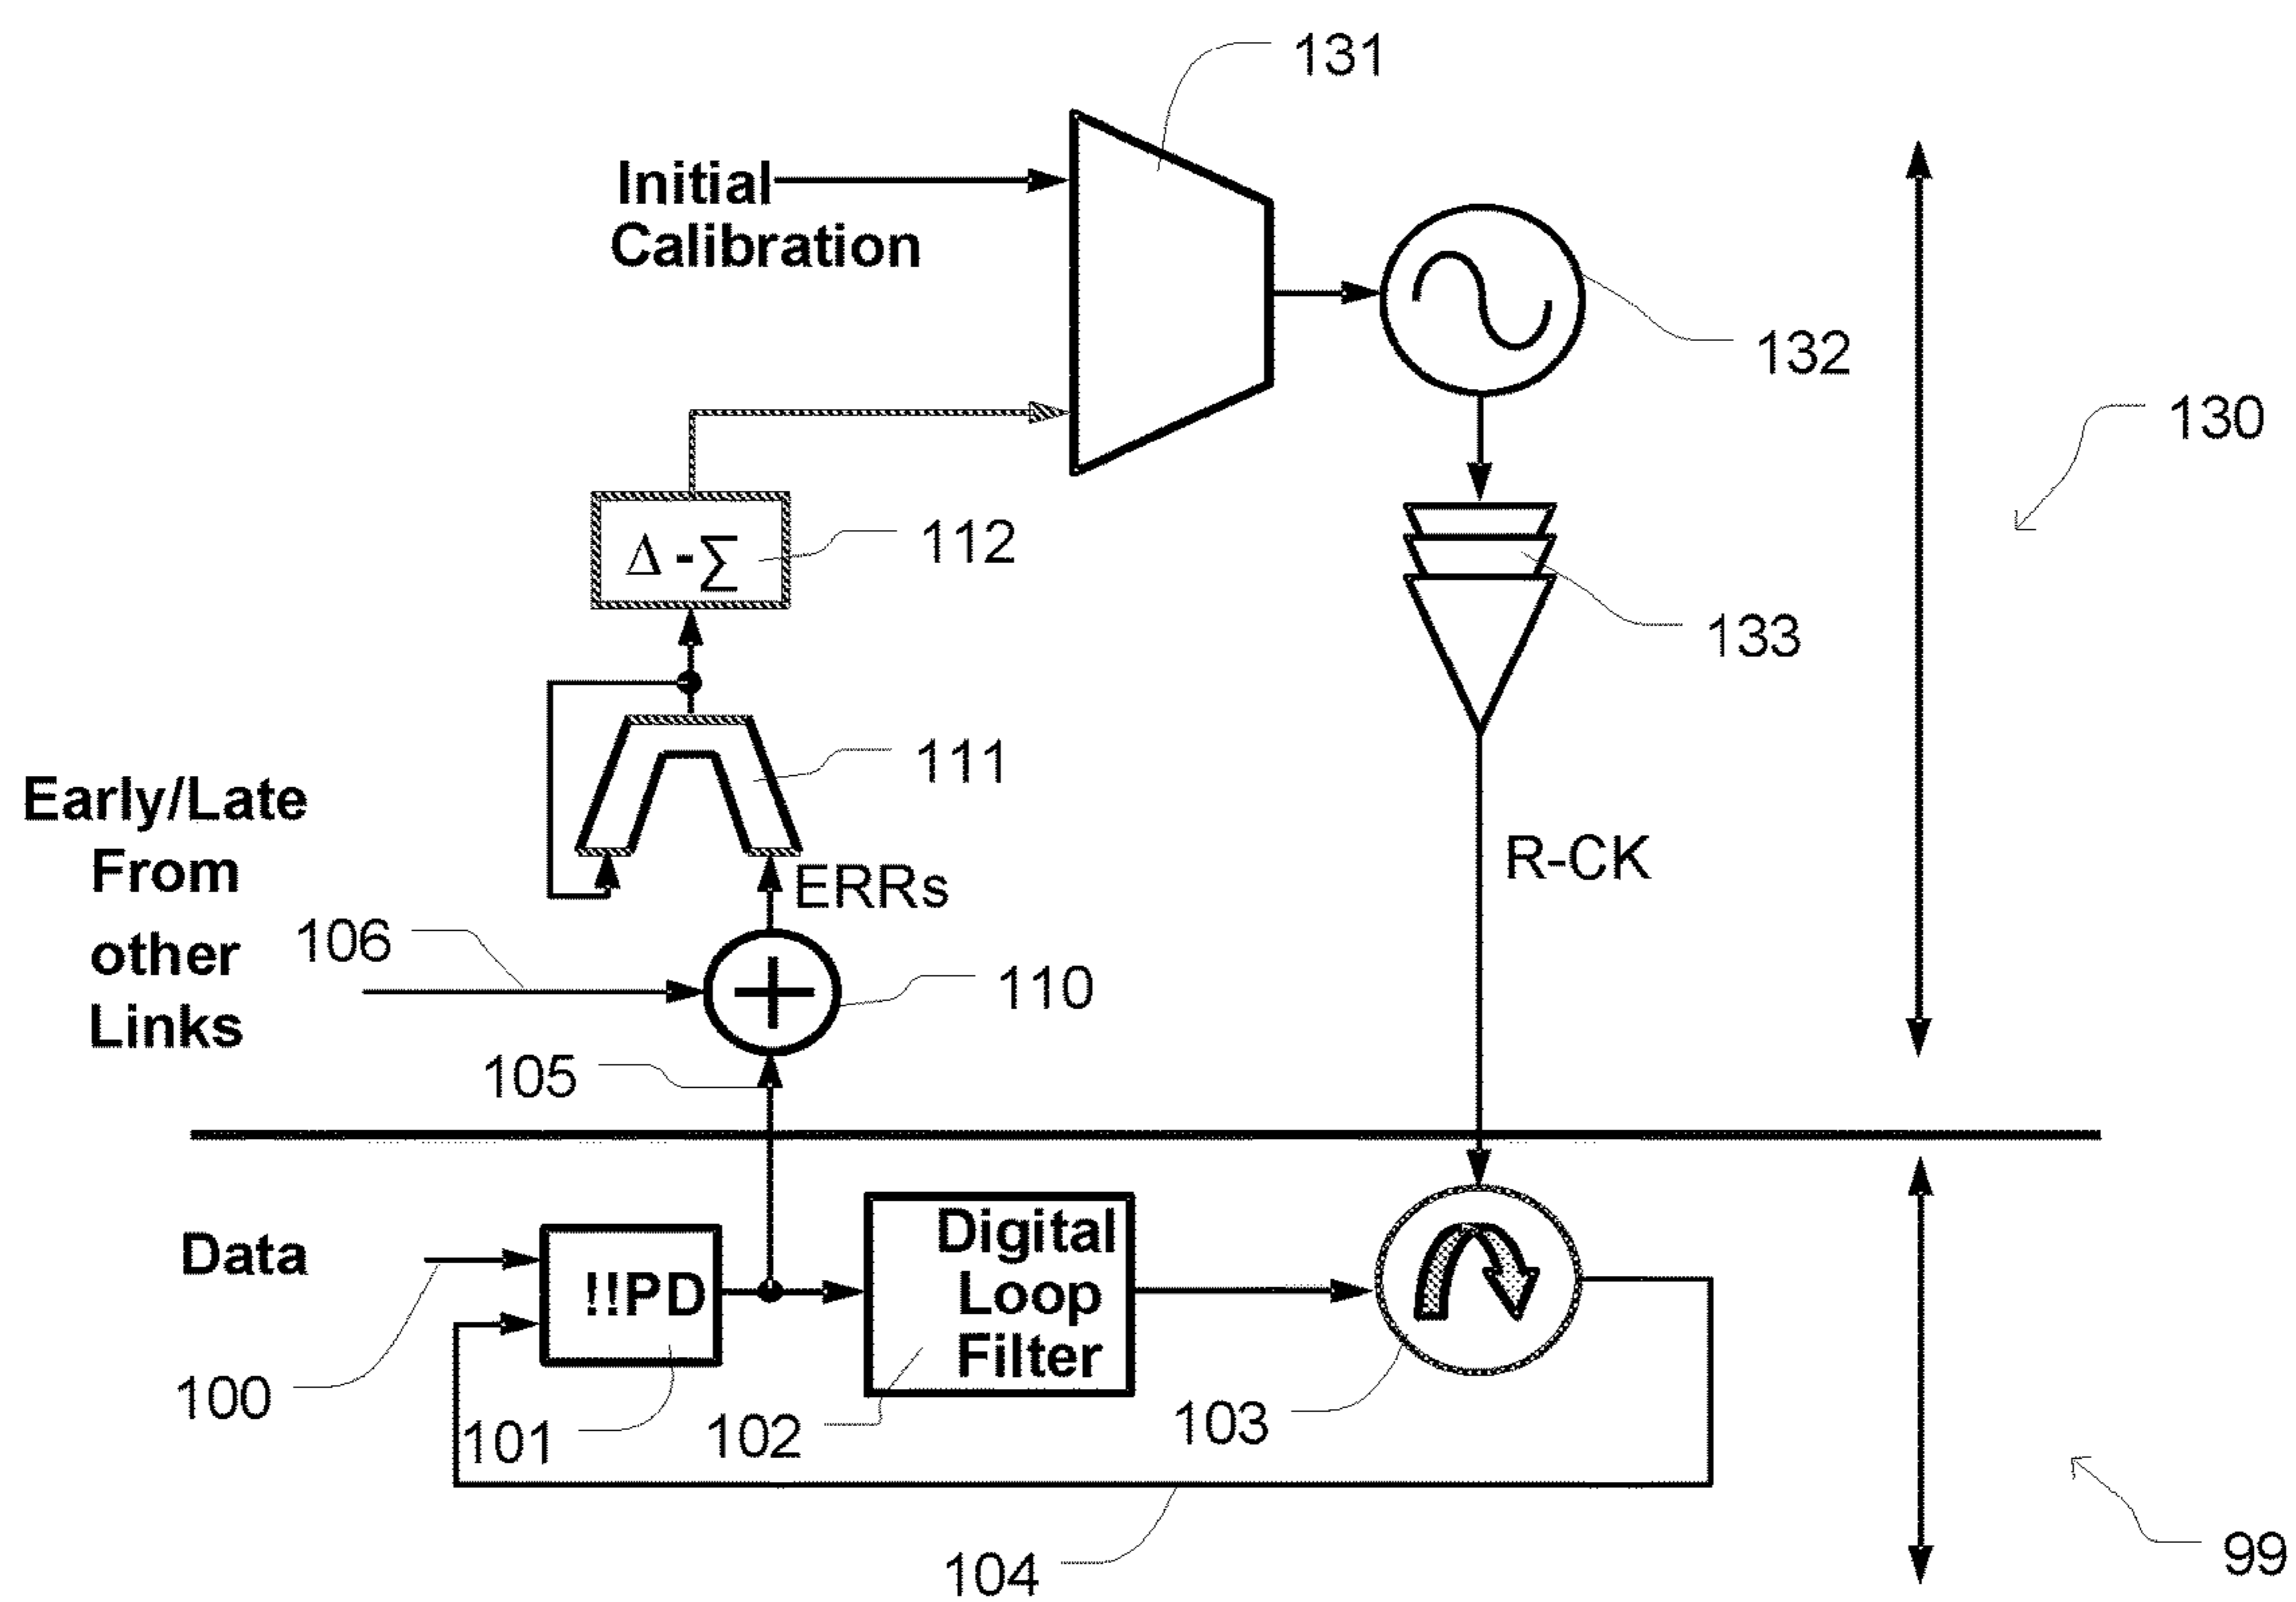 131
Initial
Calibration
132
130
Δ-∑
112
133
111
Early/Late
From
other
Links
ERRs
R-CK
106
110
105
Data
!!PD
Digital
Loop
Filter
100
101
102
103
104
99